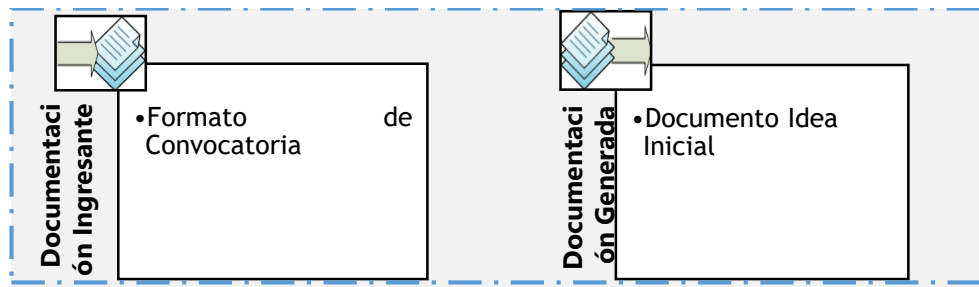 Documentaci
ón Ingresante
•Formato de
Convocatoria
Documentaci
ón Generada
•Documento Idea
Inicial